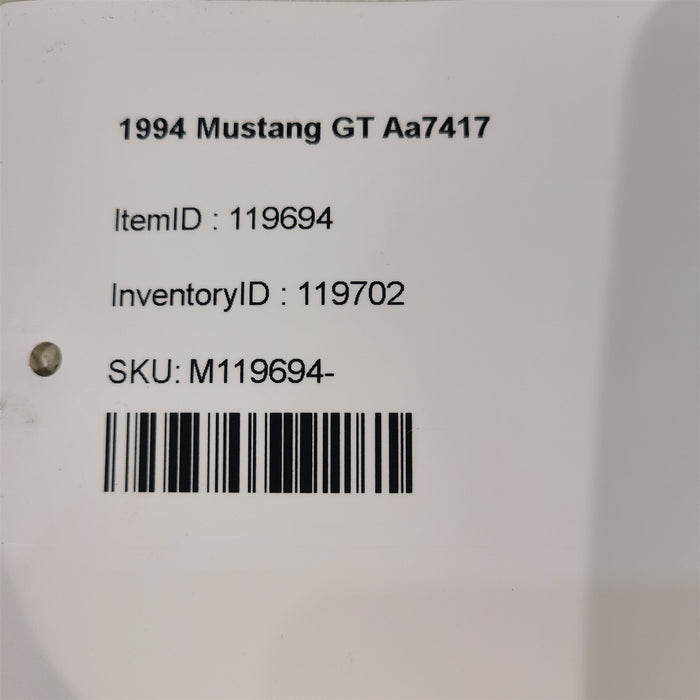 1994 Mustang GT Aa7417
ItemID : 119694
InventoryID : 119702
SKU: M119694-